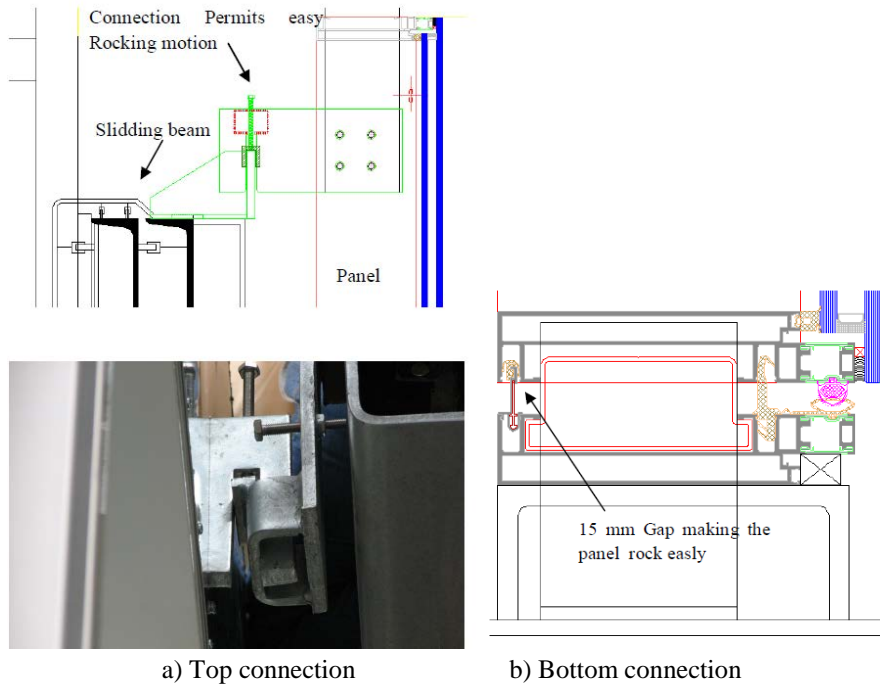 Connection Permits easy
Rocking motion
Slidding beam
Panel
15 mm Gap making the
panel rock easly
a) Top connection
b) Bottom connection